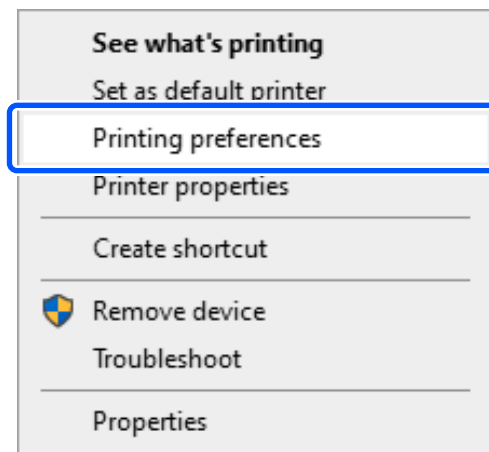 See what's printing
Set as default printer
Printing preferences
Printer properties
Create shortcut
Remove device
Troubleshoot
Properties